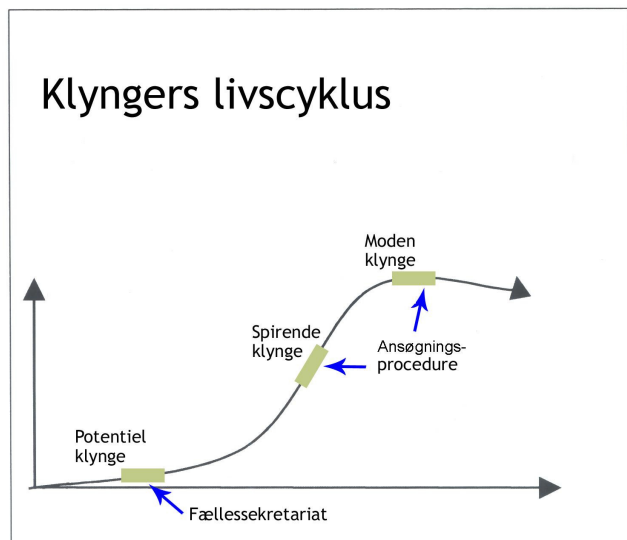 Klyngers livscyklus
Moden
klynge
Spirende
klynge
Ansøgnings-
procedure
Potentiel
klynge
Fællessekretariat